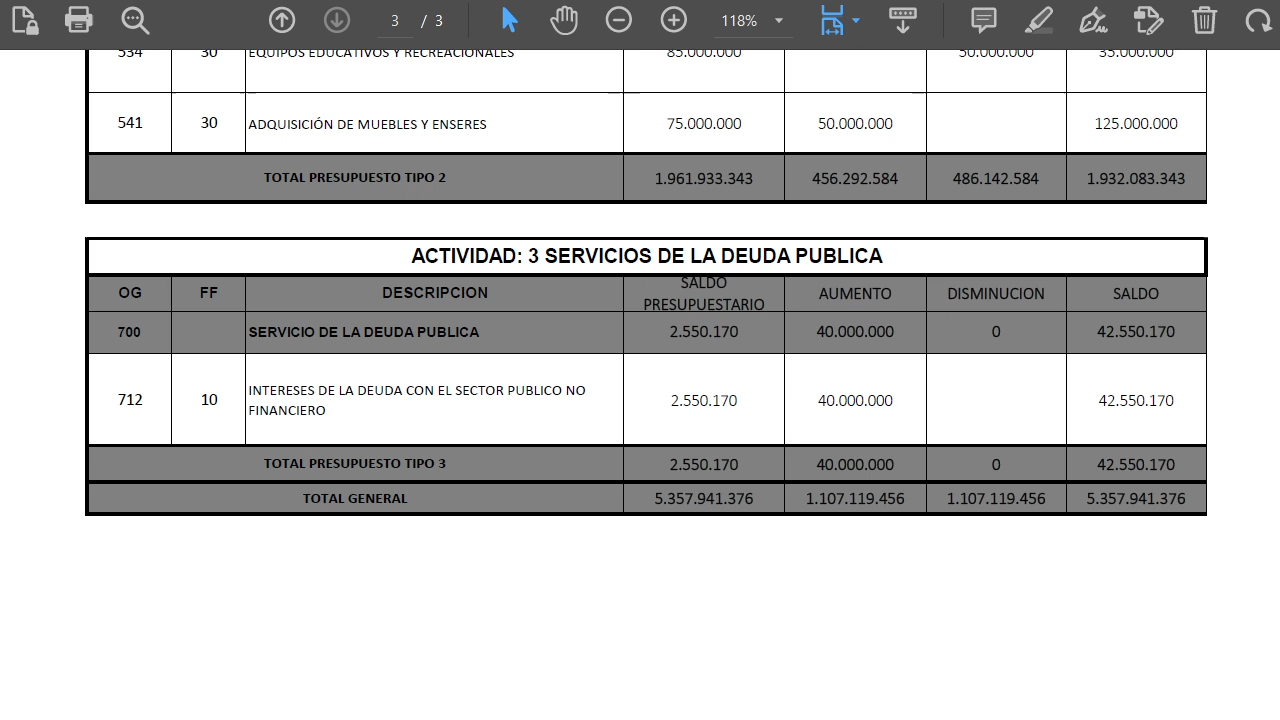 3 / 3 118%
534 30 EQUIPOS EDUCATIVOS Y RECREACIONALES 85.000.000 50.000.000 35.000.000
541 30 ADQUISICIÓN DE MUEBLES Y ENSERES 75.000.000 50.000.000 125.000.000
TOTAL PRESUPUESTO TIPO 2 1.961.933.343 456.292.584 486.142.584 1.932.083.343
ACTIVIDAD: 3 SERVICIOS DE LA DEUDA PUBLICA
OG FF DESCRIPCION SALDO PRESUPUESTARIO AUMENTO DISMINUCION SALDO
700 SERVICIO DE LA DEUDA PUBLICA 2.550.170 40.000.000 0 42.550.170
712 10 INTERESES DE LA DEUDA CON EL SECTOR PUBLICO NO
FINANCIERO 2.550.170 40.000.000 42.550.170
TOTAL PRESUPUESTO TIPO 3 2.550.170 40.000.000 0 42.550.170
TOTAL GENERAL 5.357.941.376 1.107.119.456 1.107.119.456 5.357.941.376